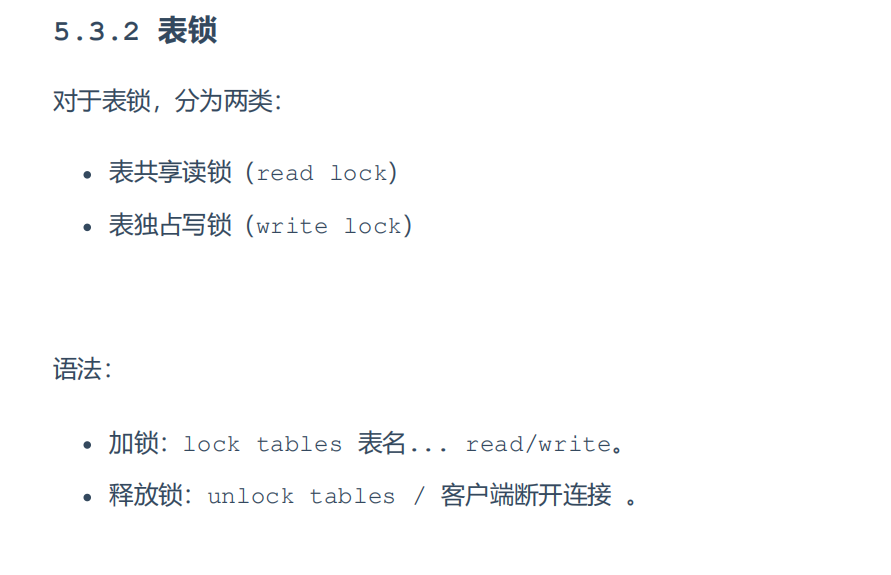 5.3.2 表锁
对于表锁，分为两类：
• 表共享读锁（read lock）
• 表独占写锁（write lock）
语法：
• 加锁：lock tables 表名... read/write。
• 释放锁：unlock tables / 客户端断开连接 。